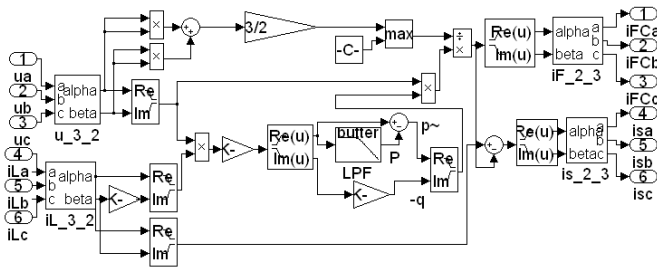 1
ua
2
ub
3
uc
4
iLa
5
iLb
6
iLc
a
b
c
alpha
beta
u_3_2
a
b
c
alpha
beta
iL_3_2
Re
Im
×
×
+
+
3/2
-C-
max
×
÷
×
×
K-
K-
Re
Im
Re
Im
Re(u)
Im(u)
butter
LPF
+
-
P
p~
K-
-q
Re
Im
+
-
Re(u)
Im(u)
alpha
beta
a
b
c
iF_2_3
Re(u)
Im(u)
alpha
beta
a
b
c
is_2_3
1
iFCa
2
iFCb
3
iFCc
4
isa
5
isb
6
isc